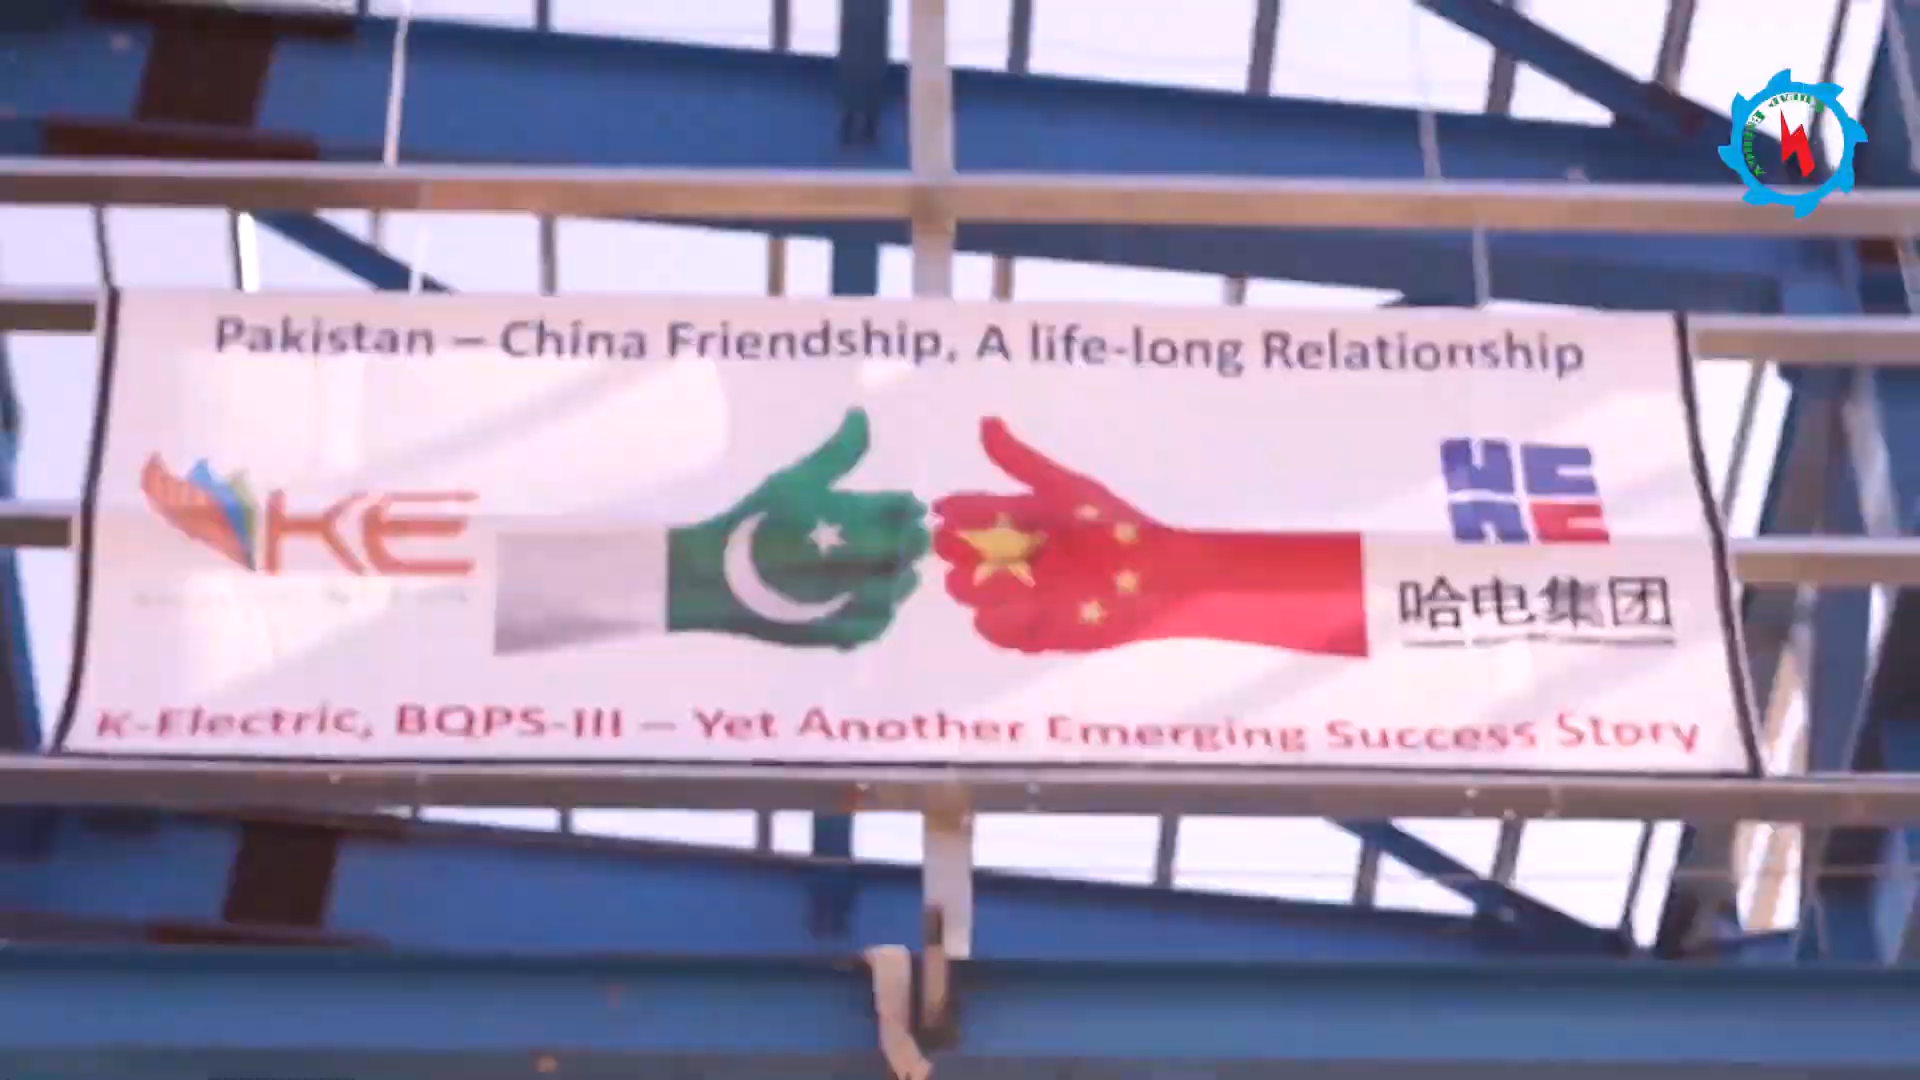 Pakistan – China Friendship, A life-long Relationship
KE
哈电集团
K-Electric, BQPS-III – Yet Another Emerging Success Story